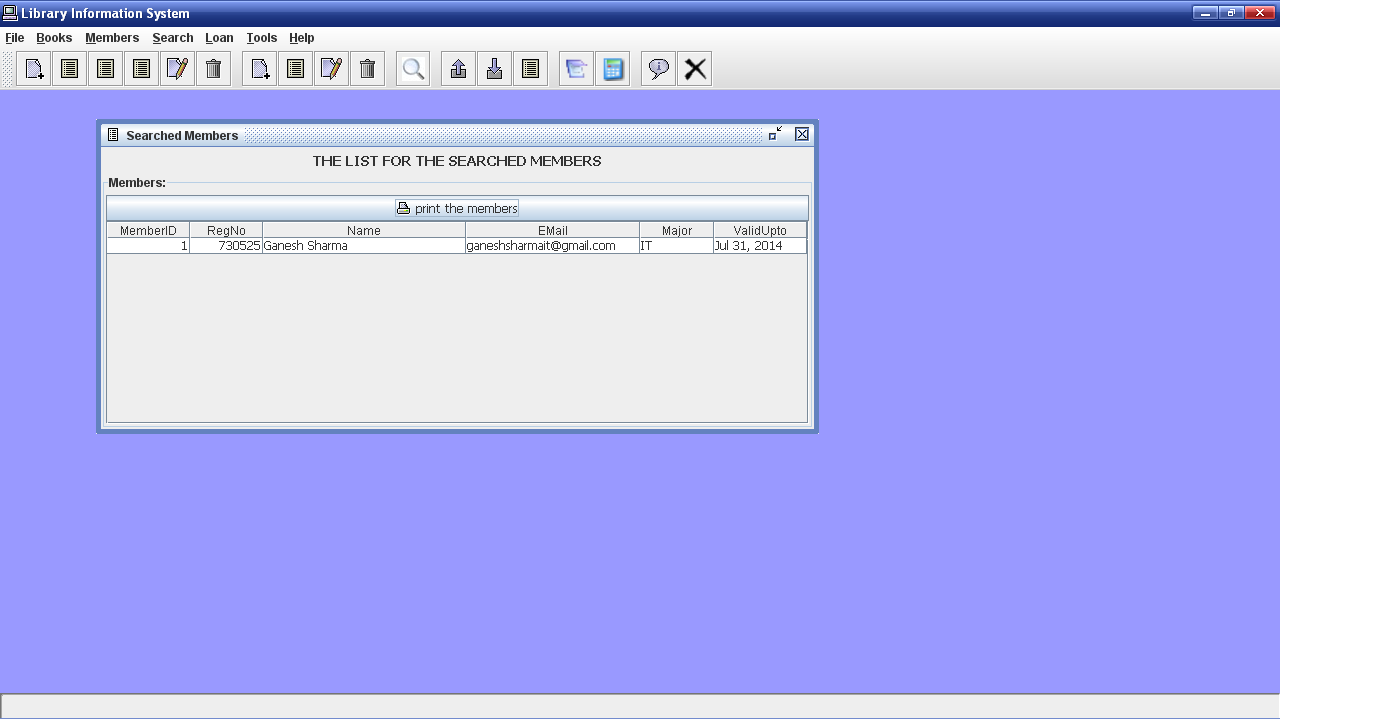 Library Information System
File Books Members Search Loan Tools Help
Searched Members
THE LIST FOR THE SEARCHED MEMBERS
Members:
print the members
MemberID RegNo Name EMail Major ValidUpto
1 730525 Ganesh Sharma ganeshsharmait@gmail.com IT Jul 31, 2014